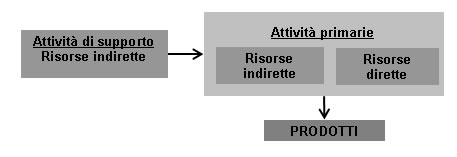 Attività di supporto
Risorse indirette
Attività primarie
Risorse
indirette
Risorse
dirette
PRODOTTI